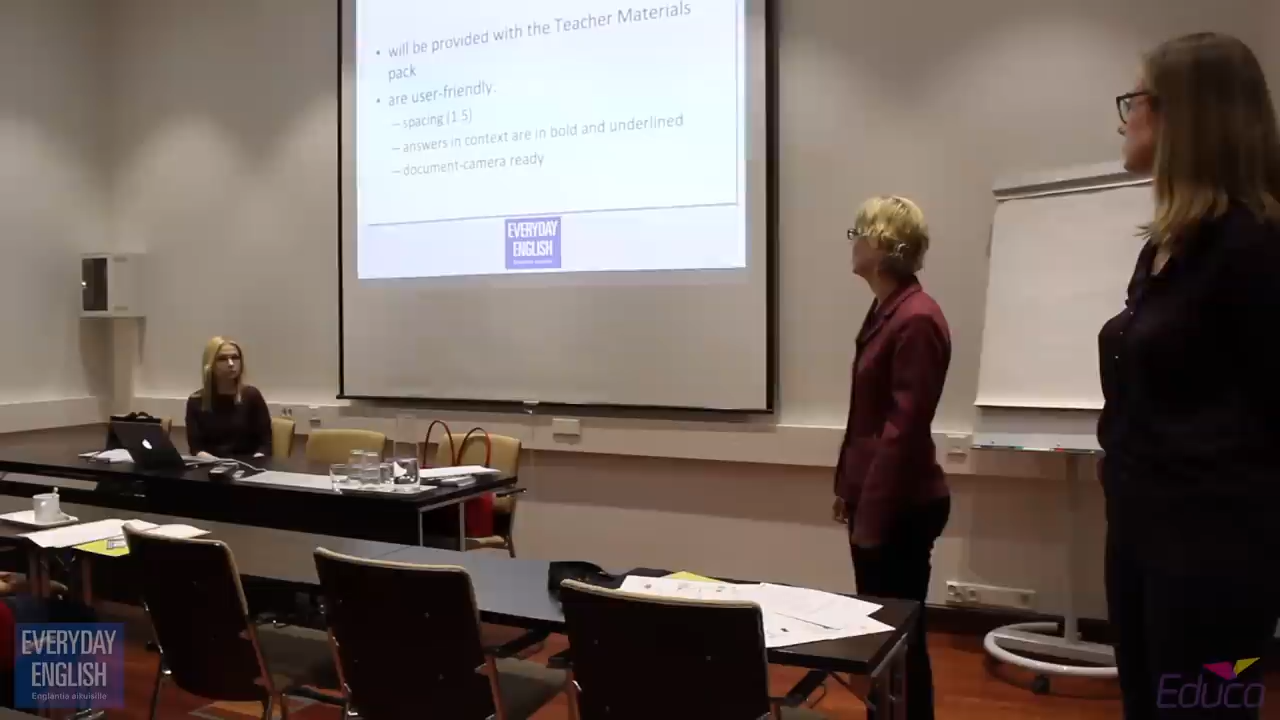 • will be provided with the Teacher Materials
pack
• are user-friendly:
– spacing (1.5)
– answers in context are in bold and underlined
– document-camera ready
EVERYDAY
ENGLISH
EVERYDAY
ENGLISH
Englantia aikuisille
Educa